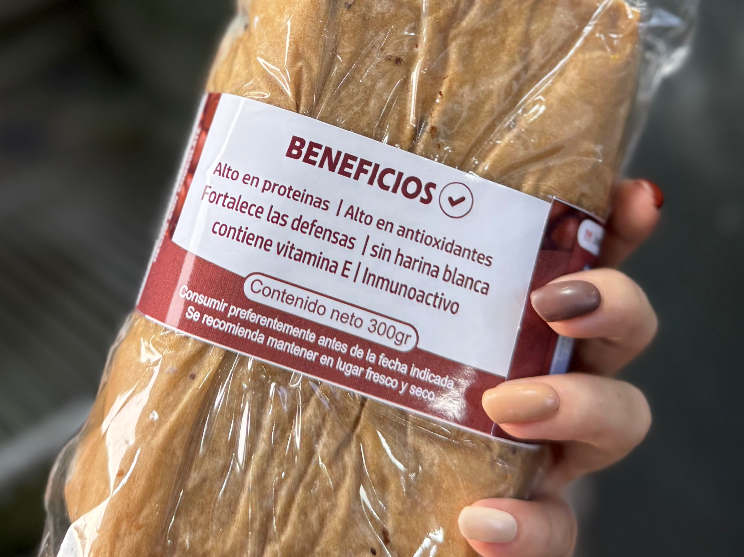 BENEFICIOS
Alto en proteinas | Alto en antioxidantes
Fortalece las defensas | sin harina blanca
contiene vitamina E | Inmunoactivo
Contenido neto 300gr
Consumir preferentemente antes de la fecha indicada
Se recomienda mantener en lugar fresco y seco